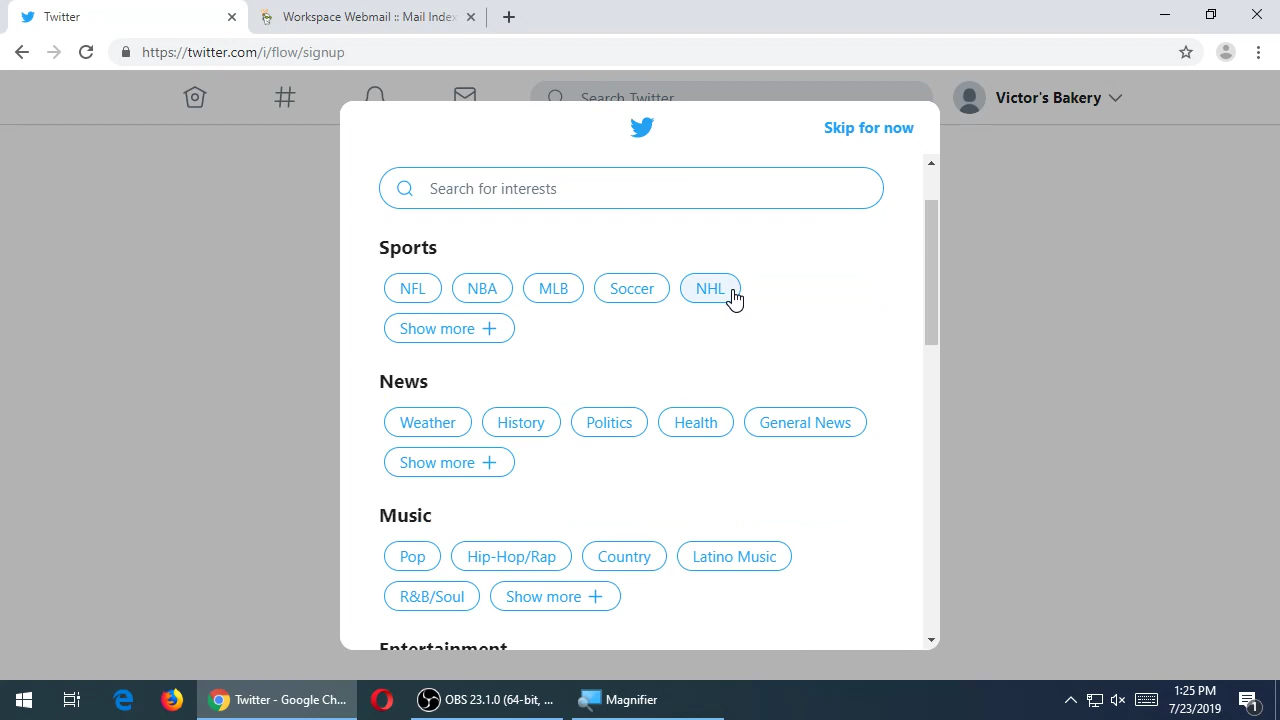 Twitter
Workspace Webmail :: Mail Index
https://twitter.com/i/flow/signup
Search Twitter
Victor's Bakery
Skip for now
Search for interests
Sports
NFL NBA MLB Soccer NHL
Show more +
News
Weather History Politics Health General News
Show more +
Music
Pop Hip-Hop/Rap Country Latino Music
R&B/Soul Show more +
Entertainment
Twitter - Google Ch... OBS 23.1.0 (64-bit, ... Magnifier
1:25 PM
7/23/2019
1